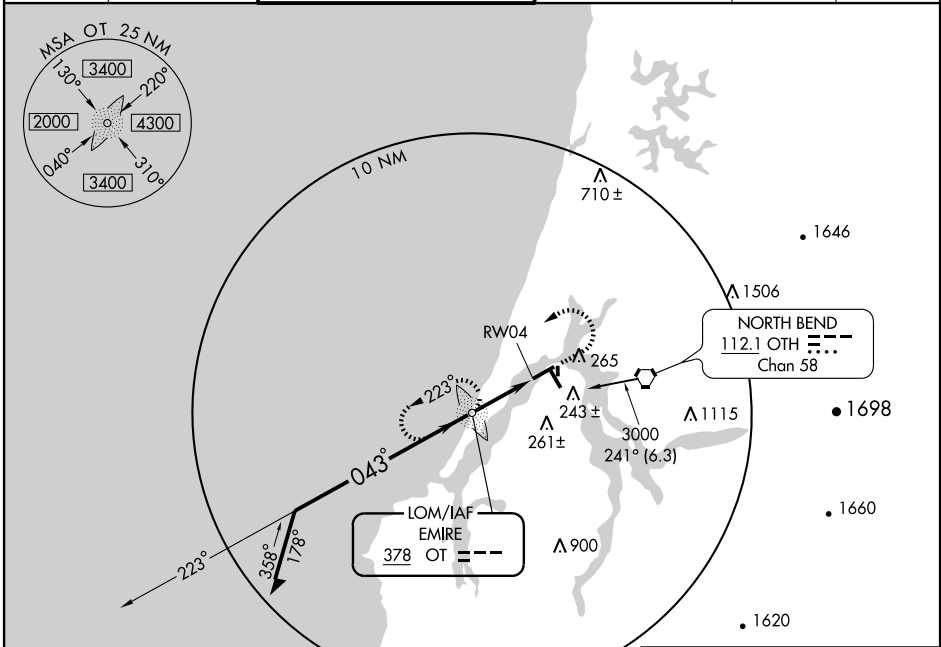 MSA OT 25 NM
130°
3400
220°
2000
4300
040°
310°
3400
10 NM
710 ±
1646
1506
NORTH BEND
112.1 OTH
Chan 58
RW04
265
223°
243 ±
261±
3000
241° (6.3)
1115
1698
043°
LOM/IAF
EMIRE
378 OT
1660
900
358°
178°
223°
1620